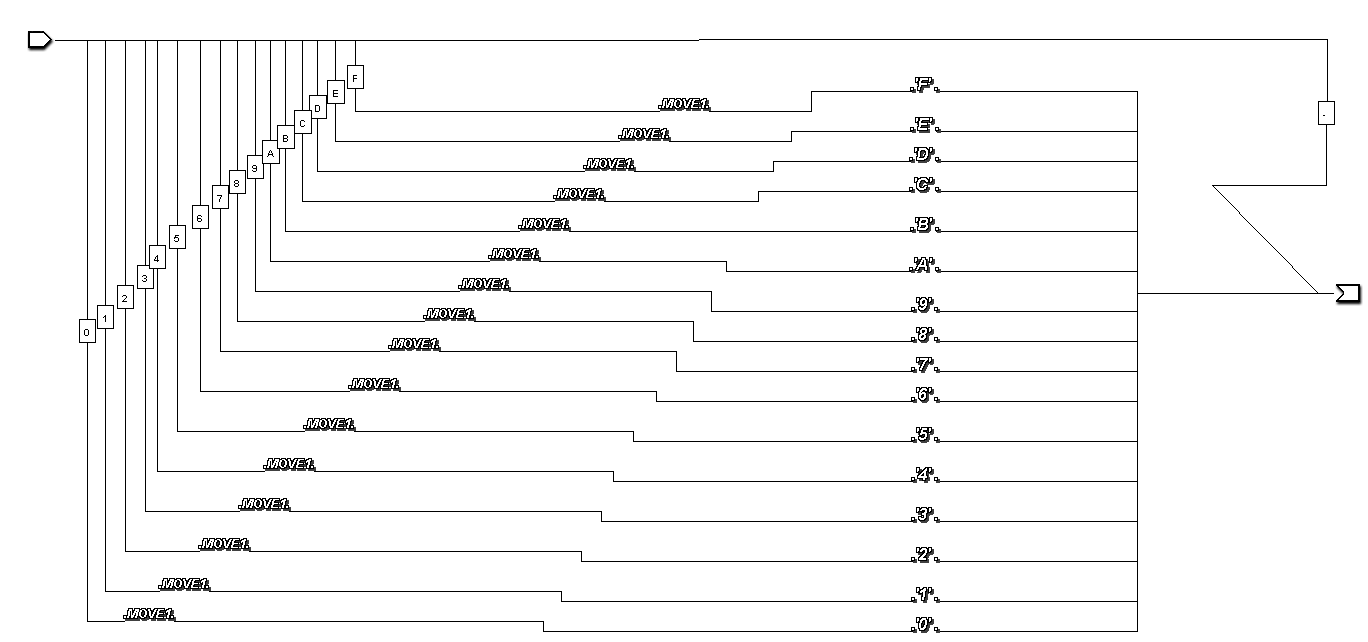 F
.MOVE1. .'F'.
E
.MOVE1. .'E'.
D
.MOVE1. .'D'.
C
.MOVE1. .'C'.
B
.MOVE1. .'B'.
A
.MOVE1. .'A'.
9
.MOVE1. .'9'.
8
.MOVE1. .'8'.
7
.MOVE1. .'7'.
6
.MOVE1. .'6'.
5
.MOVE1. .'5'.
4
.MOVE1. .'4'.
3
.MOVE1. .'3'.
2
.MOVE1. .'2'.
1
.MOVE1. .'1'.
0
.MOVE1. .'0'.